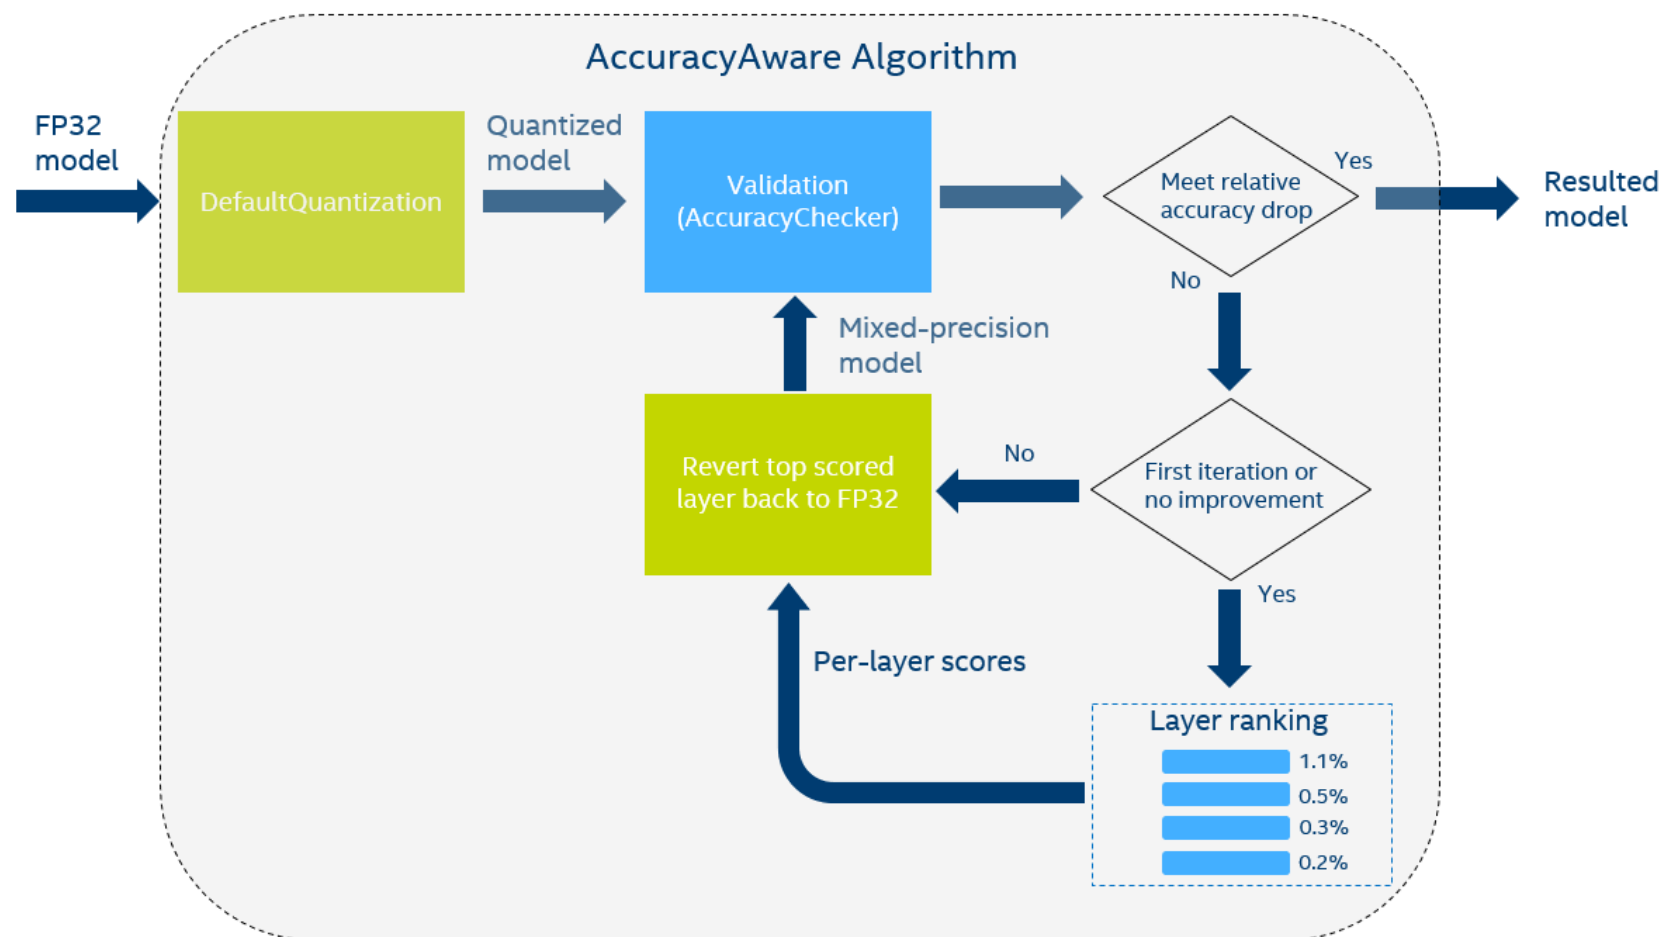 AccuracyAware Algorithm
FP32
model
DefaultQuantization
Quantized
model
Validation
(AccuracyChecker)
Meet relative
accuracy drop
Yes
Resulted
model
No
Mixed-precision
model
Revert top scored
layer back to FP32
No
First iteration or
no improvement
Yes
Per-layer scores
Layer ranking
1.1%
0.5%
0.3%
0.2%